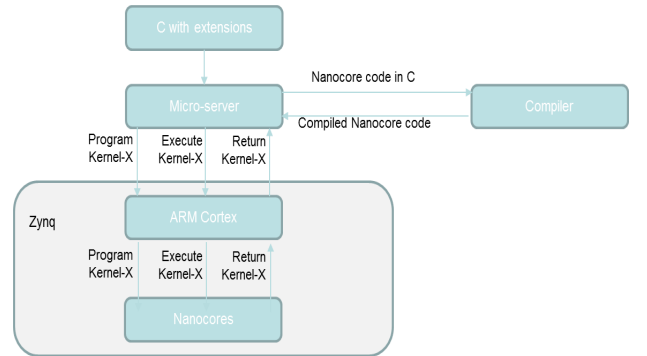 C with extensions
Nanocore code in C
Micro-server
Compiler
Compiled Nanocore code
Program
Kernel-X
Execute
Kernel-X
Return
Kernel-X
Zynq
ARM Cortex
Program
Kernel-X
Execute
Kernel-X
Return
Kernel-X
Nanocores